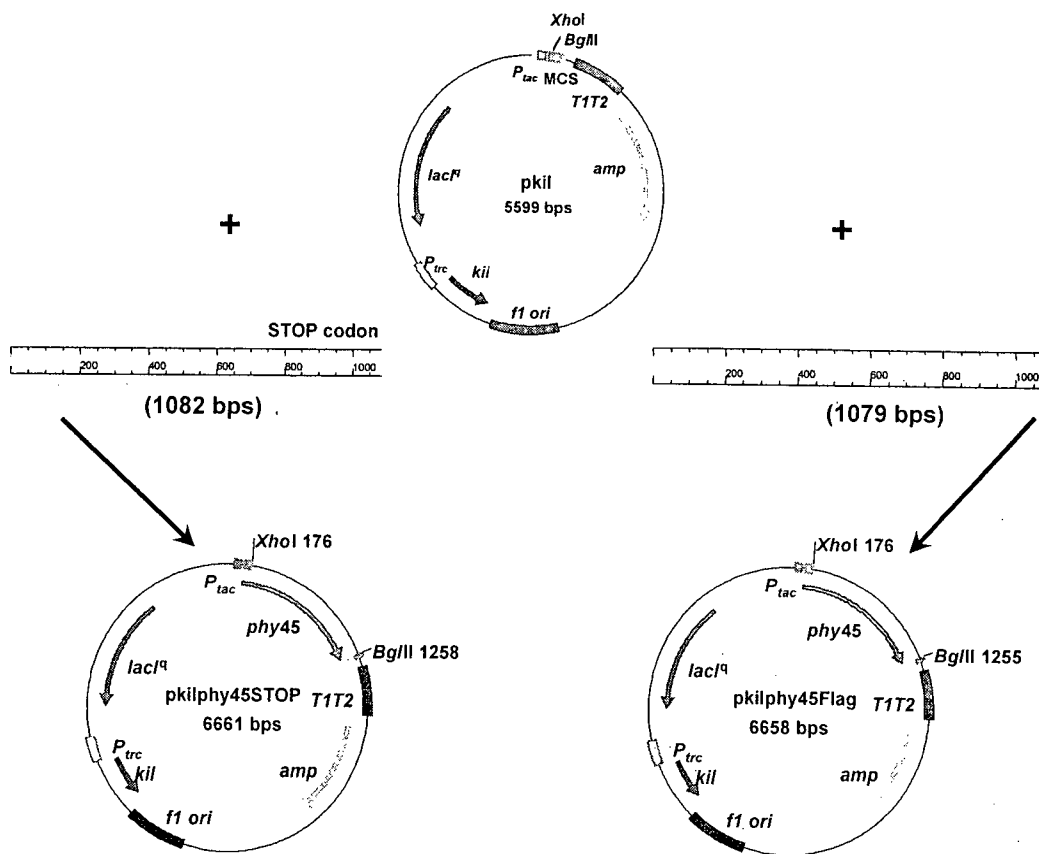 XhoI
BglII
Ptac MCS
T1T2
lacIq
amp
pkil
5599 bps
+
+
Ptrc
kil
f1 ori
STOP codon
200 400 600 800 1000
200 400 600 800 1000
(1082 bps)
(1079 bps)
XhoI 176
Ptac
phy45
BglII 1258
lacIq
pkilphy45STOP
T1T2
6661 bps
Ptrc
kil
amp
f1 ori
XhoI 176
Ptac
phy45
BglII 1255
lacIq
pkilphy45Flag
T1T2
6658 bps
Ptrc
kil
amp
f1 ori